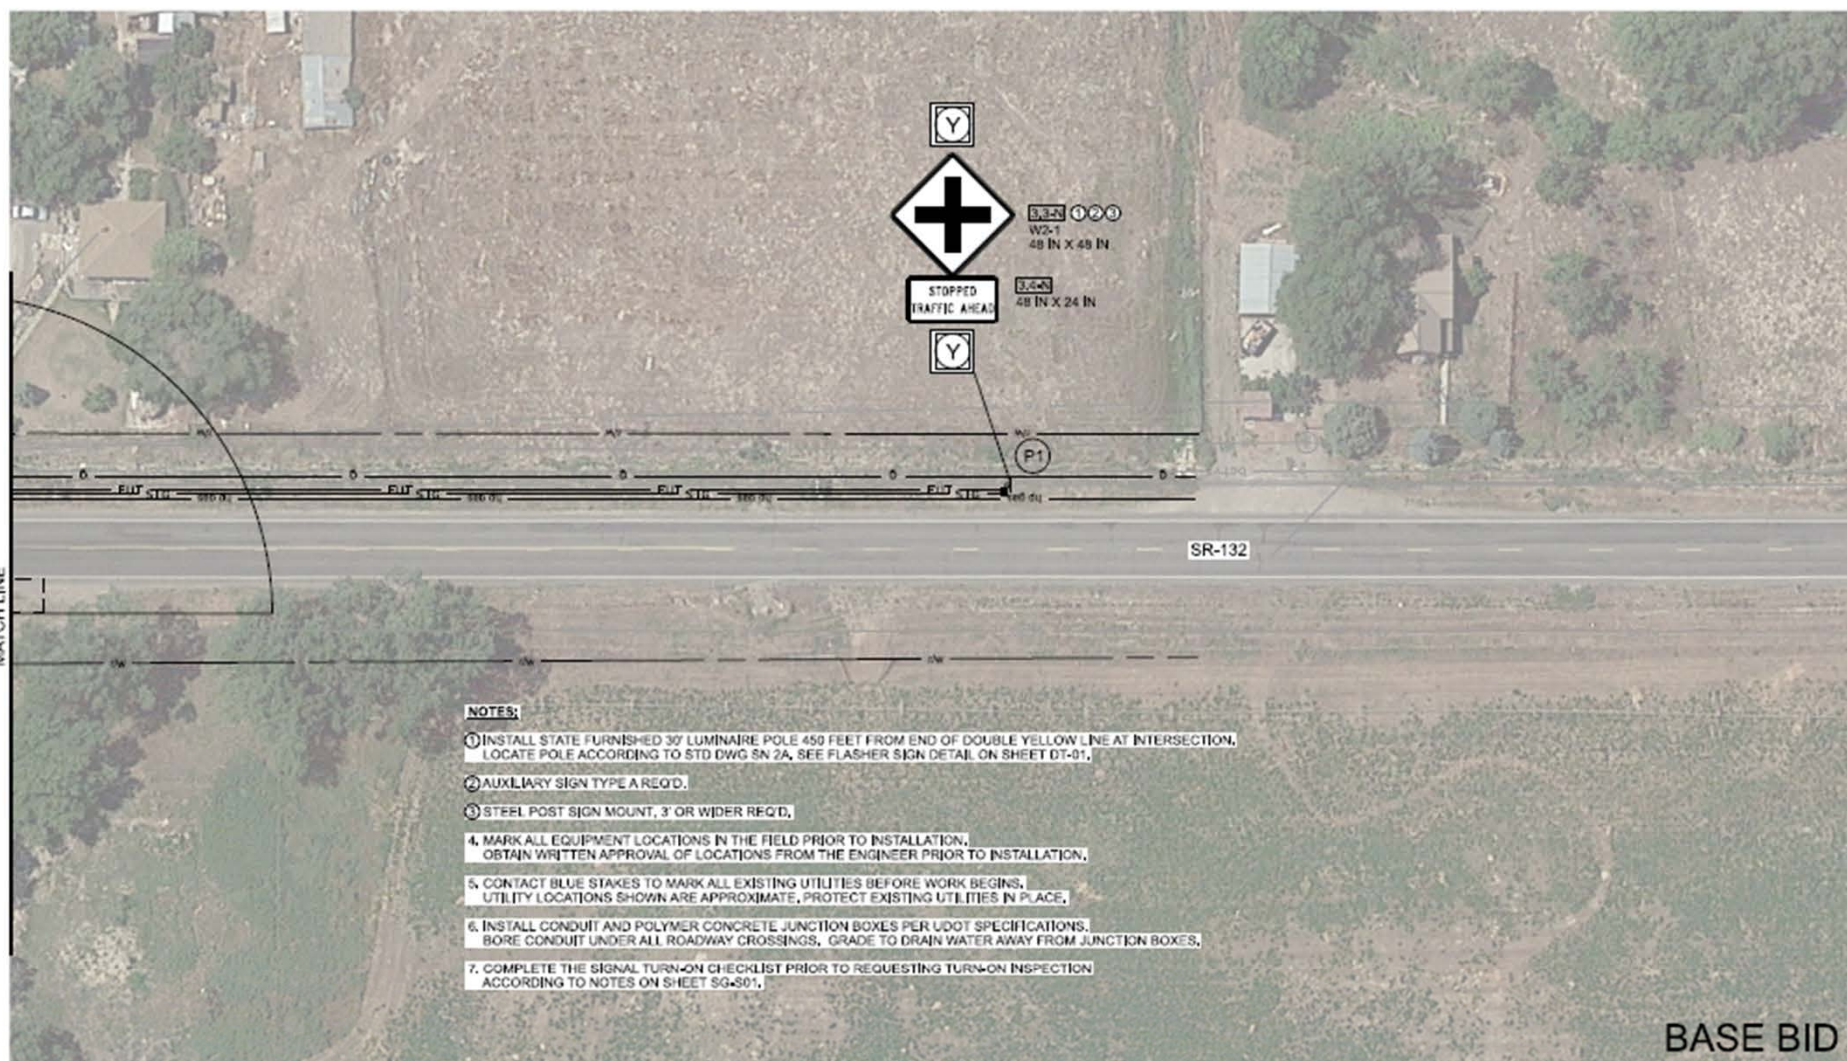 Y
3.3-N 1 2 3
W2-1
48 IN X 48 IN
STOPPED
TRAFFIC AHEAD
3.4-N
48 IN X 24 IN
Y
P1
SR-132
MATCH LINE
NOTES:
1 INSTALL STATE FURNISHED 30' LUMINAIRE POLE 450 FEET FROM END OF DOUBLE YELLOW LINE AT INTERSECTION.
LOCATE POLE ACCORDING TO STD DWG SN 2A. SEE FLASHER SIGN DETAIL ON SHEET DT-01.
2 AUXILIARY SIGN TYPE A REQ'D.
3 STEEL POST SIGN MOUNT, 3' OR WIDER REQ'D.
4. MARK ALL EQUIPMENT LOCATIONS IN THE FIELD PRIOR TO INSTALLATION.
OBTAIN WRITTEN APPROVAL OF LOCATIONS FROM THE ENGINEER PRIOR TO INSTALLATION.
5. CONTACT BLUE STAKES TO MARK ALL EXISTING UTILITIES BEFORE WORK BEGINS.
UTILITY LOCATIONS SHOWN ARE APPROXIMATE, PROTECT EXISTING UTILITIES IN PLACE.
6. INSTALL CONDUIT AND POLYMER CONCRETE JUNCTION BOXES PER UDOT SPECIFICATIONS.
BORE CONDUIT UNDER ALL ROADWAY CROSSINGS. GRADE TO DRAIN WATER AWAY FROM JUNCTION BOXES.
7. COMPLETE THE SIGNAL TURN-ON CHECKLIST PRIOR TO REQUESTING TURN-ON INSPECTION
ACCORDING TO NOTES ON SHEET SG-S01.
BASE BID